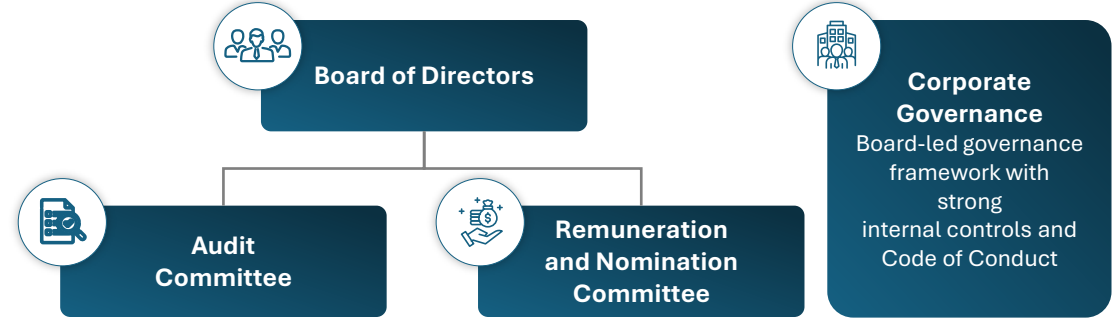 Board of Directors
Audit
Committee
Remuneration
and Nomination
Committee
Corporate
Governance
Board-led governance
framework with
strong
internal controls and
Code of Conduct